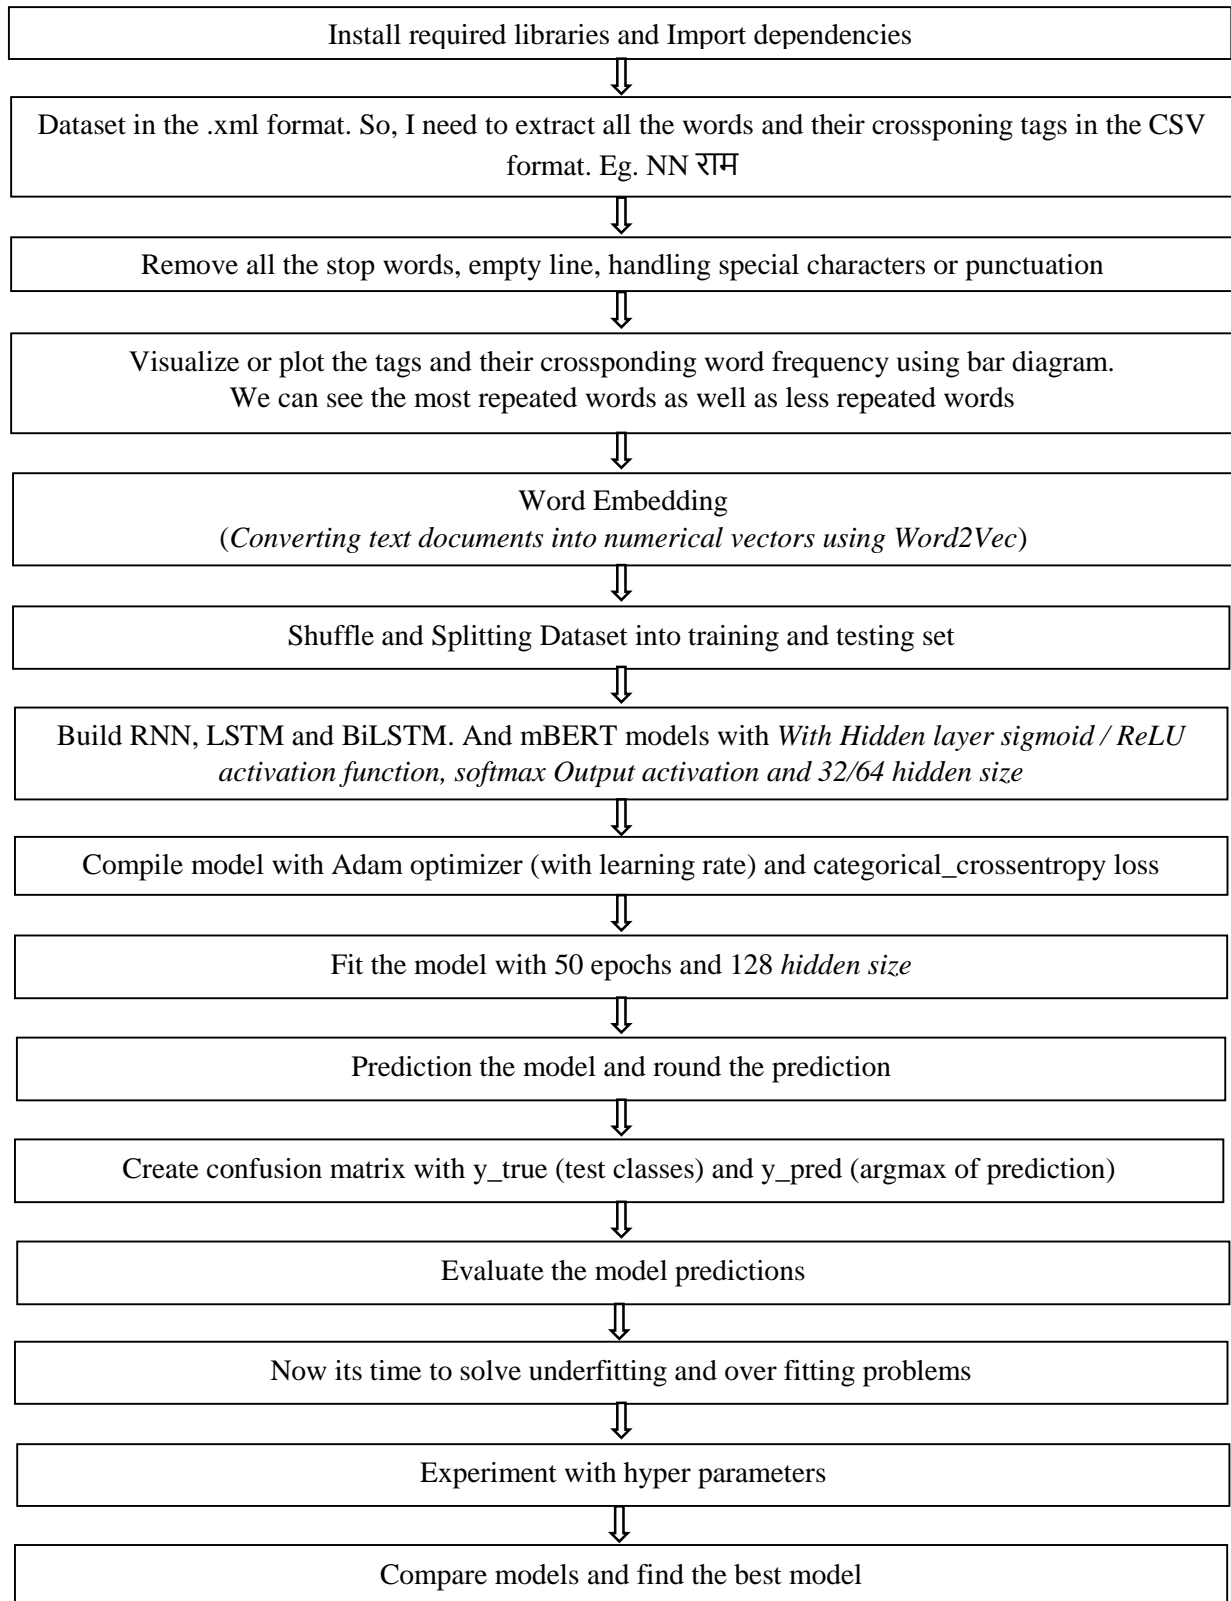 Install required libraries and Import dependencies
Dataset in the .xml format. So, I need to extract all the words and their crossponing tags in the CSV
format. Eg. NN राम
Remove all the stop words, empty line, handling special characters or punctuation
Visualize or plot the tags and their crossponding word frequency using bar diagram.
We can see the most repeated words as well as less repeated words
Word Embedding
(Converting text documents into numerical vectors using Word2Vec)
Shuffle and Splitting Dataset into training and testing set
Build RNN, LSTM and BiLSTM. And mBERT models with With Hidden layer sigmoid / ReLU
activation function, softmax Output activation and 32/64 hidden size
Compile model with Adam optimizer (with learning rate) and categorical_crossentropy loss
Fit the model with 50 epochs and 128 hidden size
Prediction the model and round the prediction
Create confusion matrix with y_true (test classes) and y_pred (argmax of prediction)
Evaluate the model predictions
Now its time to solve underfitting and over fitting problems
Experiment with hyper parameters
Compare models and find the best model